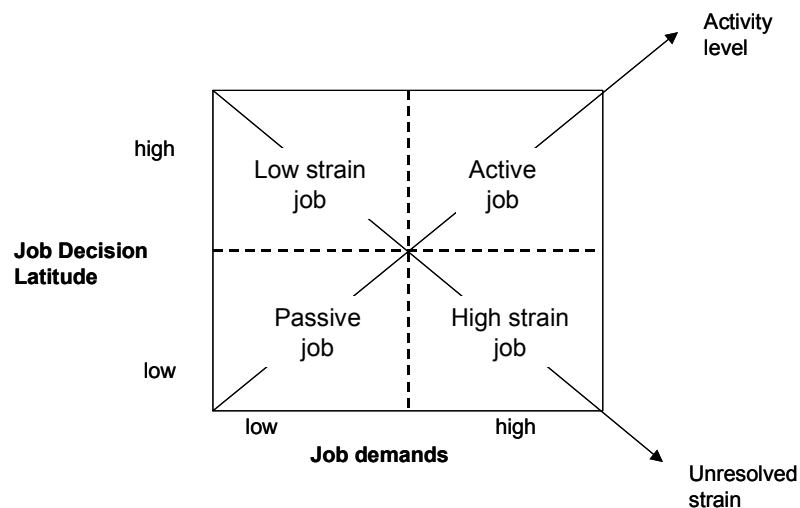 Activity
level
high
Low strain
job
Active
job
Job Decision
Latitude
Passive
job
High strain
job
low
low
high
Job demands
Unresolved
strain